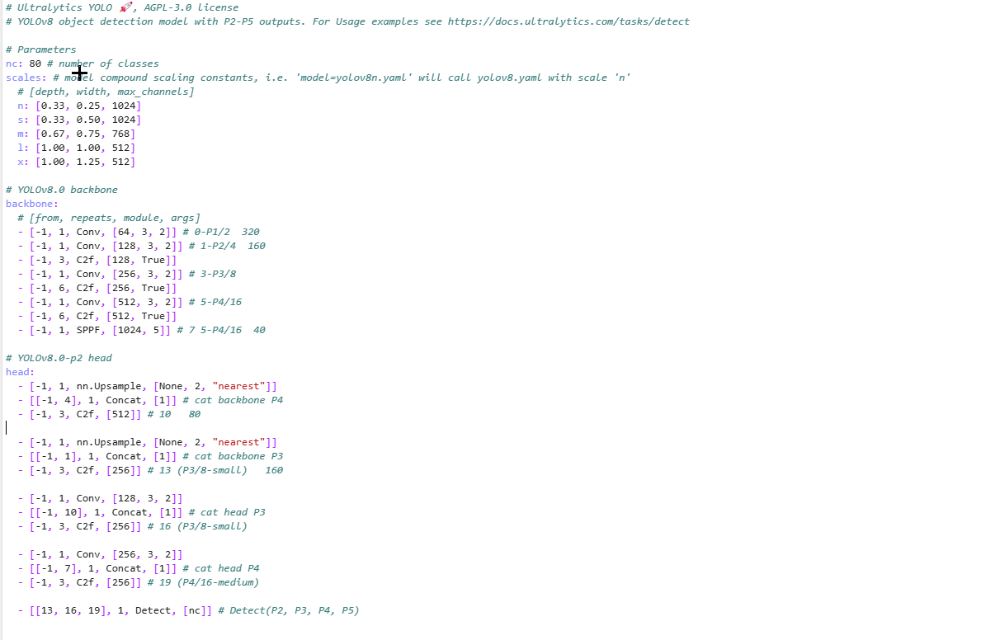 # Ultralytics YOLO 🚀, AGPL-3.0 license
# YOLOv8 object detection model with P2-P5 outputs. For Usage examples see https://docs.ultralytics.com/tasks/detect

# Parameters
nc: 80 # number of classes
scales: # model compound scaling constants, i.e. 'model=yolov8n.yaml' will call yolov8.yaml with scale 'n'
  # [depth, width, max_channels]
  n: [0.33, 0.25, 1024]
  s: [0.33, 0.50, 1024]
  m: [0.67, 0.75, 768]
  l: [1.00, 1.00, 512]
  x: [1.00, 1.25, 512]

# YOLOv8.0 backbone
backbone:
  # [from, repeats, module, args]
  - [-1, 1, Conv, [64, 3, 2]] # 0-P1/2  320
  - [-1, 1, Conv, [128, 3, 2]] # 1-P2/4  160
  - [-1, 3, C2f, [128, True]]
  - [-1, 1, Conv, [256, 3, 2]] # 3-P3/8
  - [-1, 6, C2f, [256, True]]
  - [-1, 1, Conv, [512, 3, 2]] # 5-P4/16
  - [-1, 6, C2f, [512, True]]
  - [-1, 1, SPPF, [1024, 5]] # 7 5-P4/16  40

# YOLOv8.0-p2 head
head:
  - [-1, 1, nn.Upsample, [None, 2, "nearest"]]
  - [[-1, 4], 1, Concat, [1]] # cat backbone P4
  - [-1, 3, C2f, [512]] # 10   80

  - [-1, 1, nn.Upsample, [None, 2, "nearest"]]
  - [[-1, 1], 1, Concat, [1]] # cat backbone P3
  - [-1, 3, C2f, [256]] # 13 (P3/8-small)   160

  - [-1, 1, Conv, [128, 3, 2]]
  - [[-1, 10], 1, Concat, [1]] # cat head P3
  - [-1, 3, C2f, [256]] # 16 (P3/8-small)

  - [-1, 1, Conv, [256, 3, 2]]
  - [[-1, 7], 1, Concat, [1]] # cat head P4
  - [-1, 3, C2f, [256]] # 19 (P4/16-medium)

  - [[13, 16, 19], 1, Detect, [nc]] # Detect(P2, P3, P4, P5)